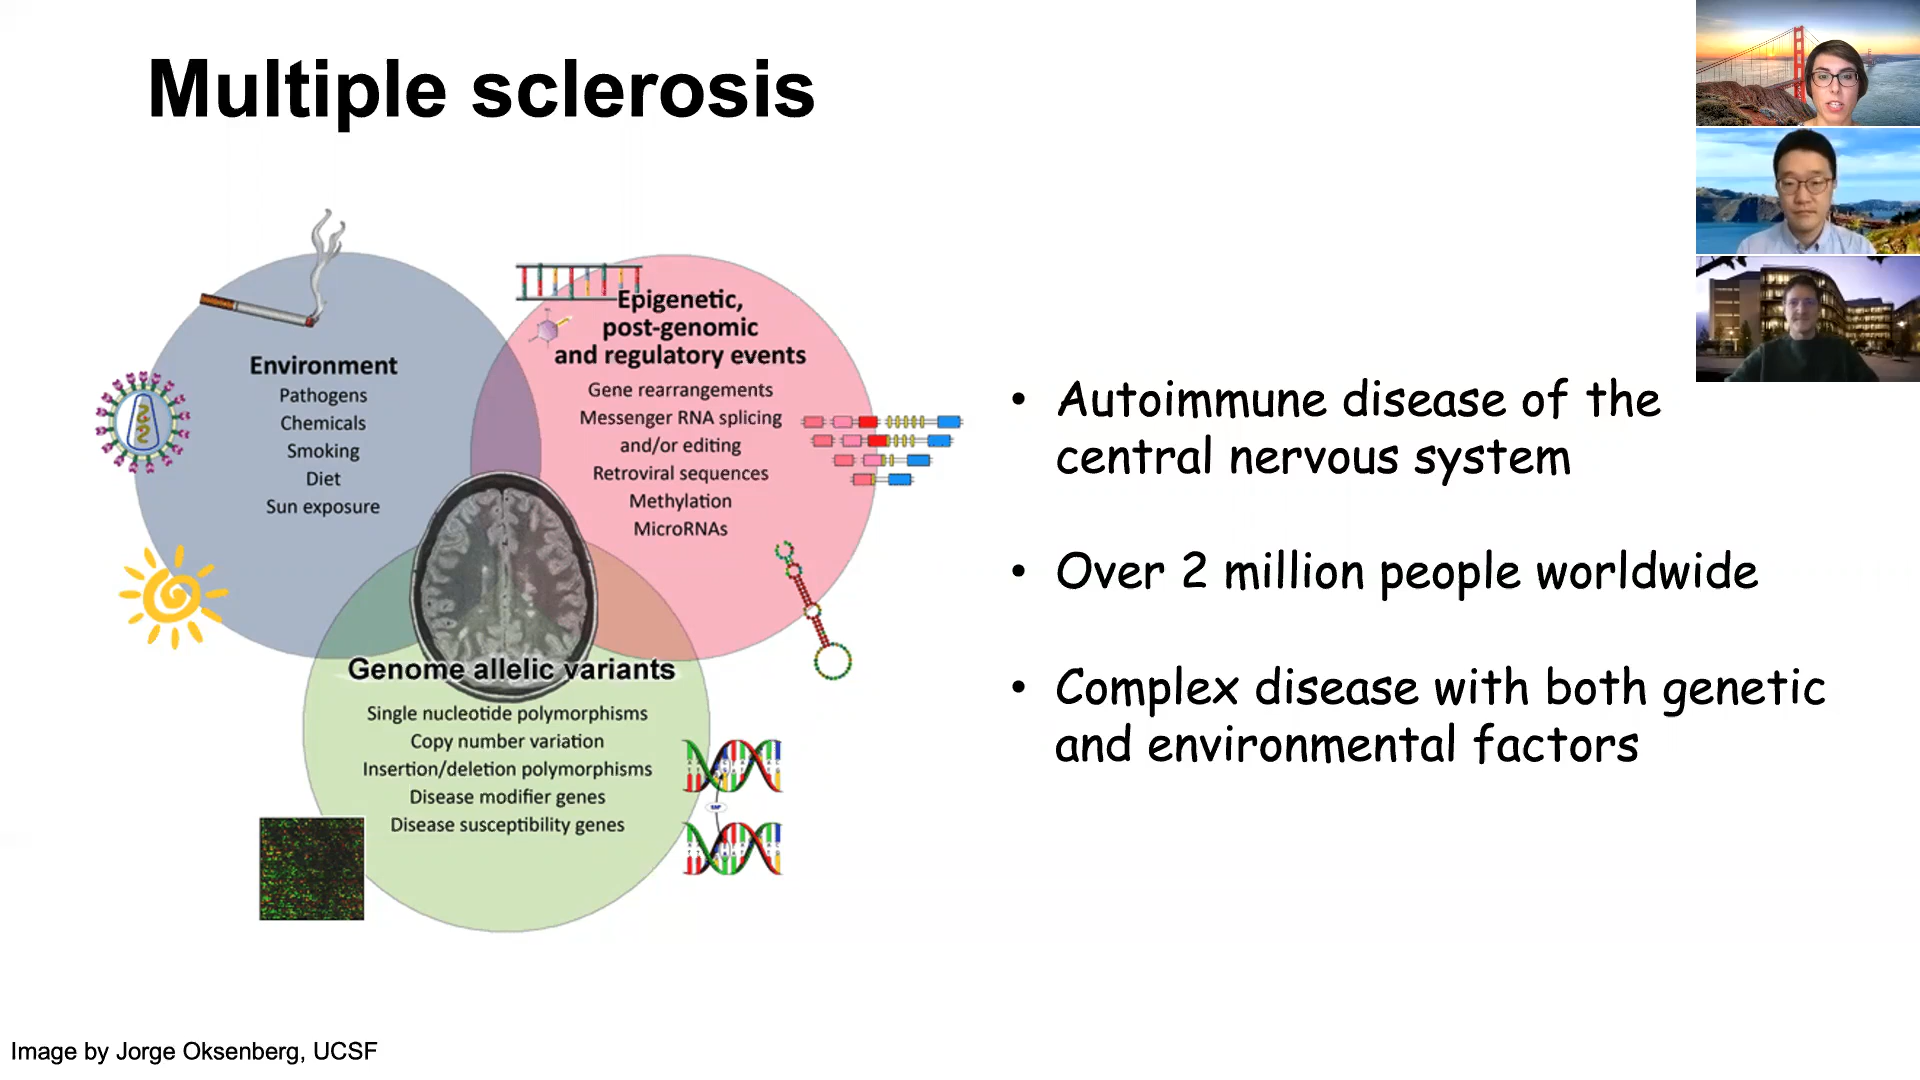 Multiple sclerosis
Environment
Pathogens
Chemicals
Smoking
Diet
Sun exposure
Epigenetic,
post-genomic
and regulatory events
Gene rearrangements
Messenger RNA splicing
and/or editing
Retroviral sequences
Methylation
MicroRNAs
Genome allelic variants
Single nucleotide polymorphisms
Copy number variation
Insertion/deletion polymorphisms
Disease modifier genes
Disease susceptibility genes
• Autoimmune disease of the
central nervous system
• Over 2 million people worldwide
• Complex disease with both genetic
and environmental factors
Image by Jorge Oksenberg, UCSF